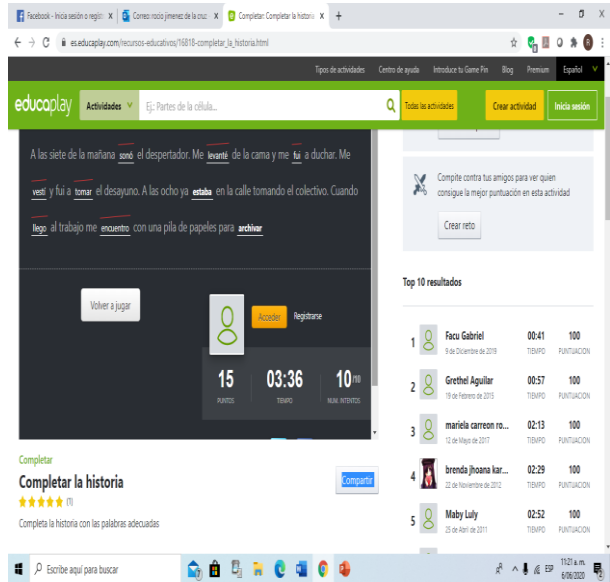 Facebook - Inicia sesión o registr
Correo: rocio jimenez de la cruz
Completar: Completar la historia
es.educaplay.com/recursos-educativos/16818-completar_la_historia.html
Tipos de actividades Centro de ayuda Introduce tu Game Pin Blog Premium Español
educaplay Actividades Ej.: Partes de la célula... Todas las actividades Crear actividad Inicia sesión
A las siete de la mañana sonó el despertador. Me levanté de la cama y me fui a duchar. Me
vestí y fui a tomar el desayuno. A las ocho ya estaba en la calle tomando el colectivo. Cuando
llego al trabajo me encuentro con una pila de papeles para archivar
Volver a jugar
Acceder Registrarse
15 03:36 10/10
PUNTOS TIEMPO NUM. INTENTOS
Completar
Completar la historia
Compartir
(1)
Completa la historia con las palabras adecuadas
Compite contra tus amigos para ver quien
consigue la mejor puntuación en esta actividad
Crear reto
Top 10 resultados
1 Facu Gabriel 00:41 100
9 de Diciembre de 2019 TIEMPO PUNTUACION
2 Grethel Aguilar 00:57 100
19 de Febrero de 2015 TIEMPO PUNTUACION
3 mariela carreon ro... 02:13 100
12 de Mayo de 2017 TIEMPO PUNTUACION
4 brenda jhoana kar... 02:29 100
22 de Noviembre de 2012 TIEMPO PUNTUACION
5 Maby Luly 02:52 100
25 de Abril de 2011 TIEMPO PUNTUACION
Escribe aquí para buscar
ESP
11:21 a. m.
6/06/2020